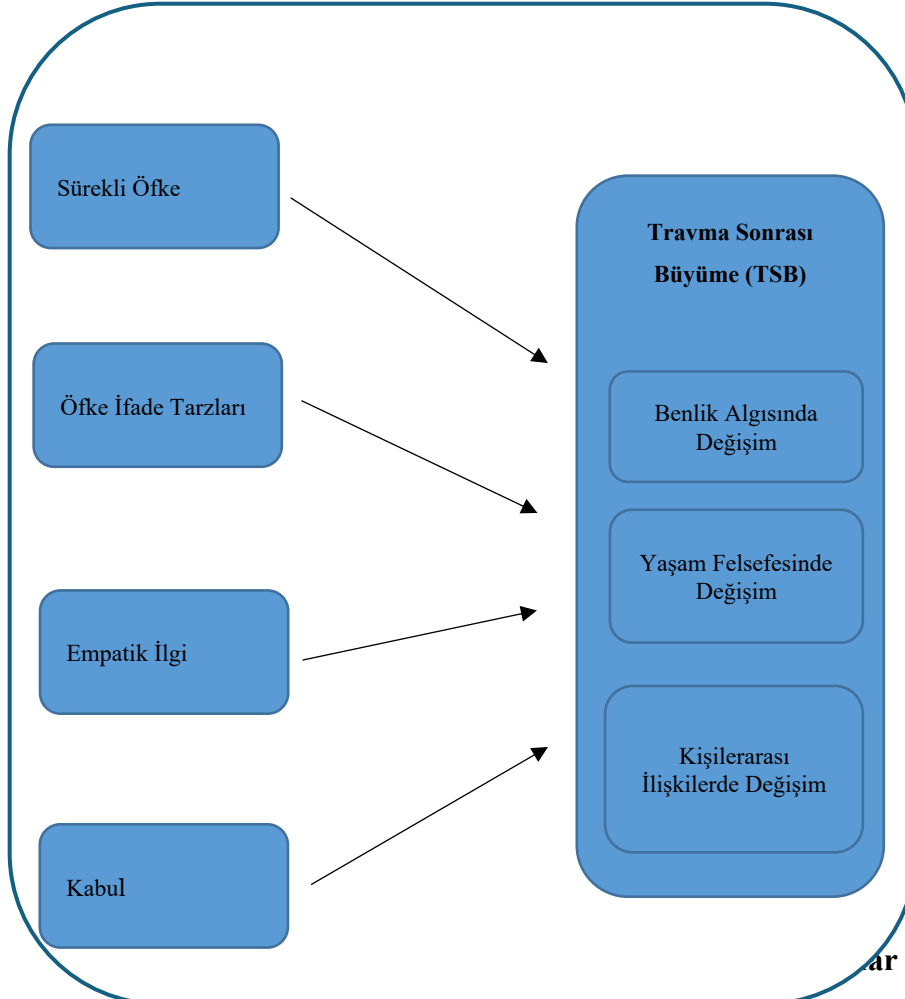 Sürekli Öfke
Öfke İfade Tarzları
Empatik İlgi
Kabul
Travma Sonrası
Büyüme (TSB)
Benlik Algısında
Değişim
Yaşam Felsefesinde
Değişim
Kişilerarası
İlişkilerde Değişim